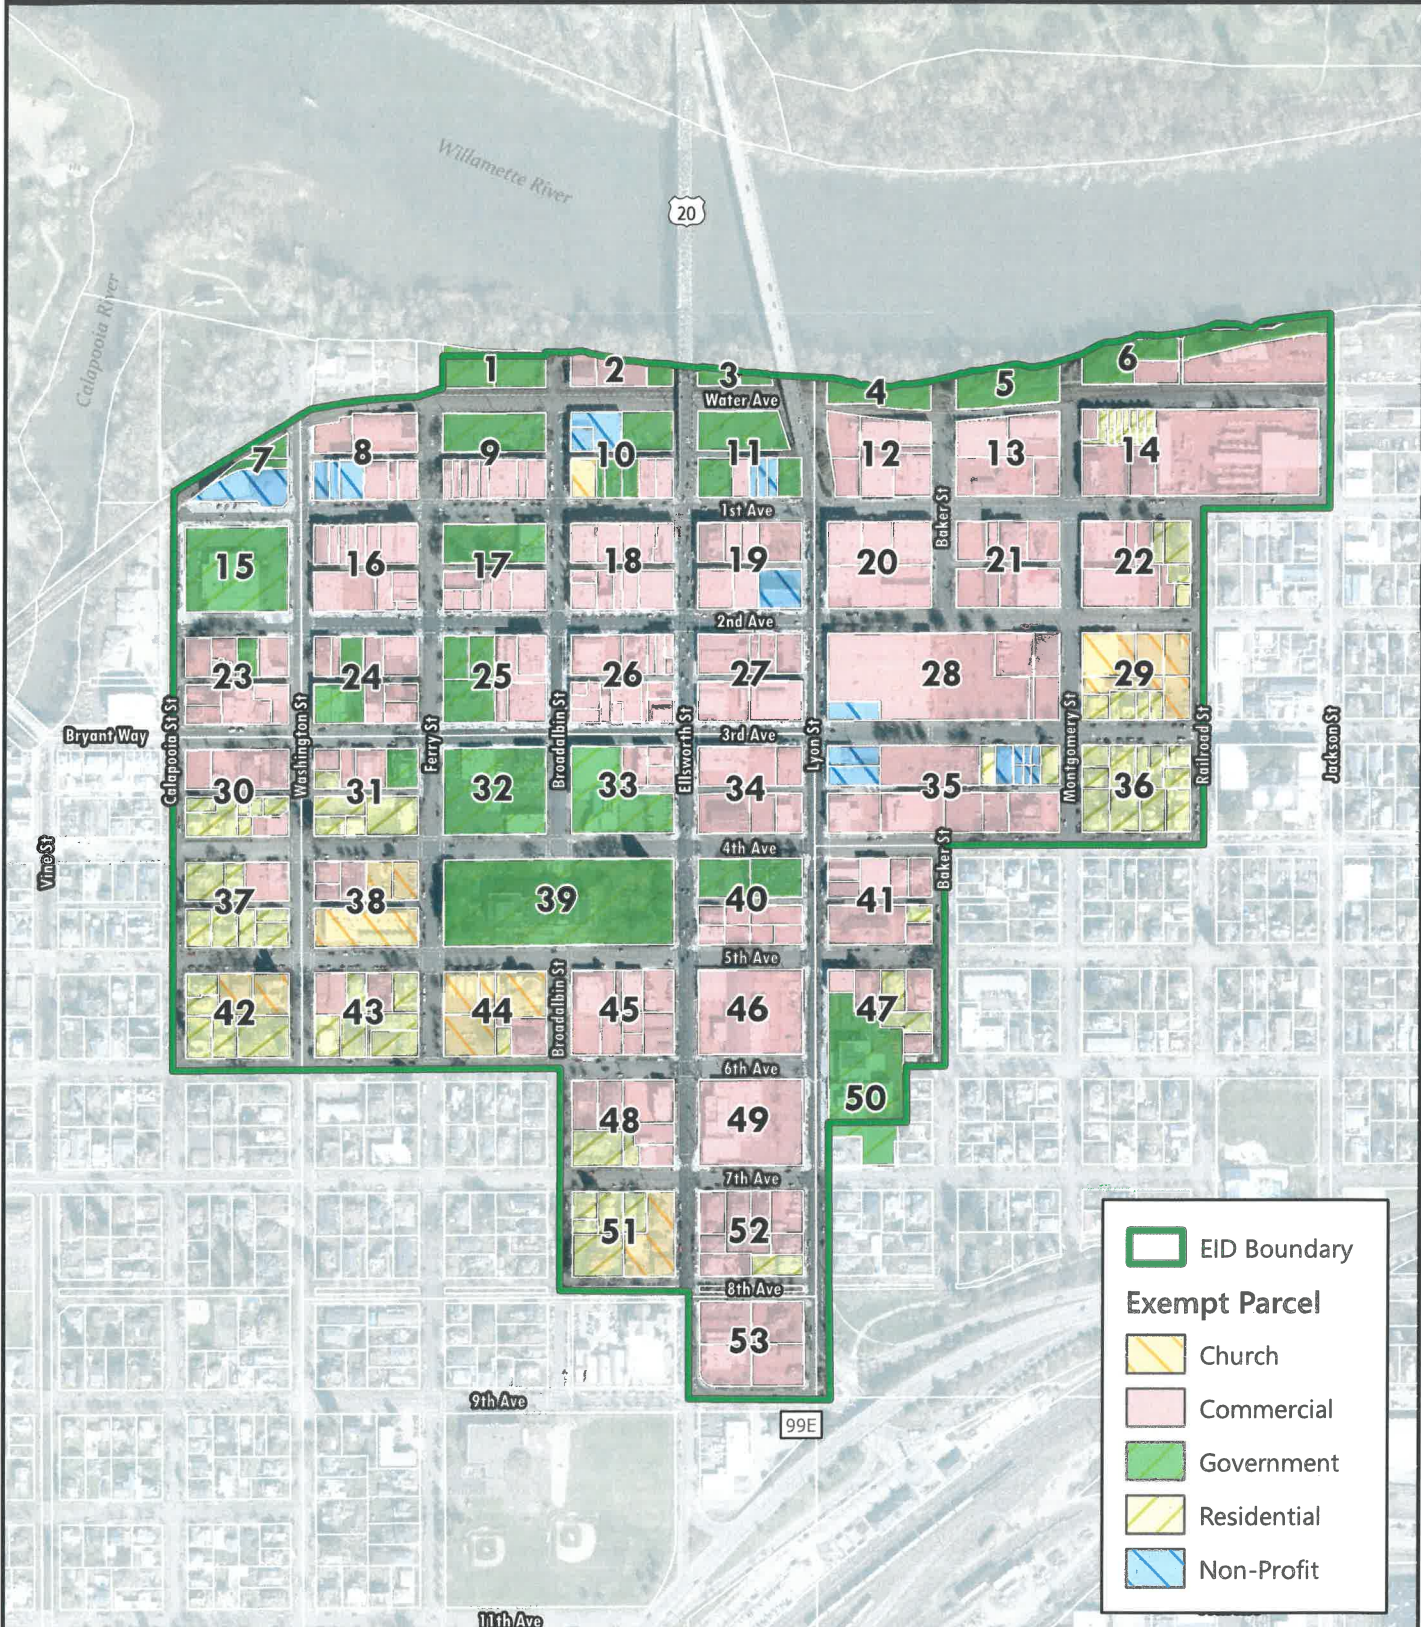 Willamette River
20
Calapooia River
1
2
3
4
5
6
Water Ave
7
8
9
10
11
12
13
14
1st Ave
Baker St
15
16
17
18
19
20
21
22
2nd Ave
23
24
25
26
27
28
29
Bryant Way
Calapooia St St
Washington St
Ferry St
Broadalbin St
Ellsworth St
3rd Ave
Lyon St
Montgomery St
Railroad St
Jackson St
30
31
32
33
34
35
36
Vine St
4th Ave
Baker St
37
38
39
40
41
5th Ave
42
43
44
Broadalbin St
45
46
47
6th Ave
50
48
49
7th Ave
51
52
8th Ave
53
9th Ave
99E
11th Ave
EID Boundary
Exempt Parcel
Church
Commercial
Government
Residential
Non-Profit